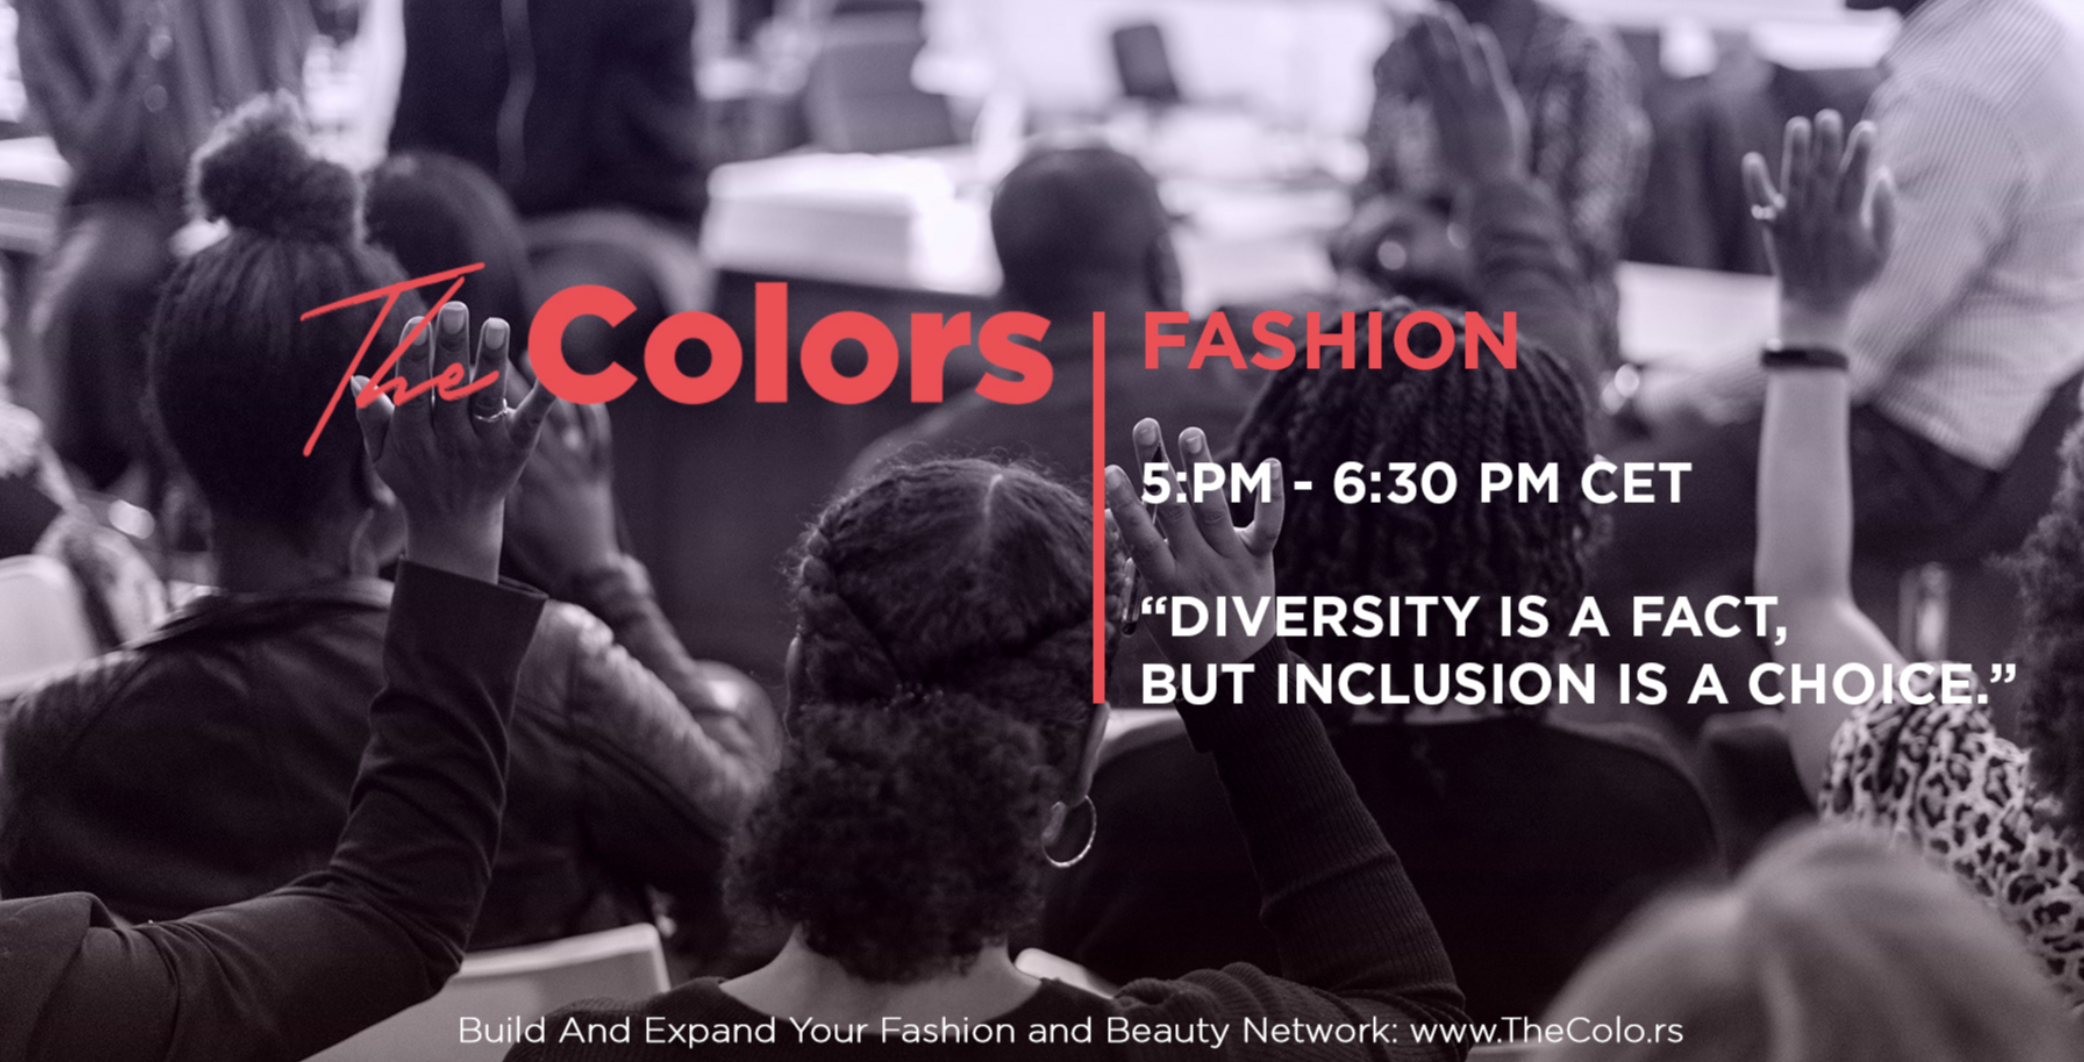 The Colors
FASHION
5:PM - 6:30 PM CET
“DIVERSITY IS A FACT,
BUT INCLUSION IS A CHOICE.”
Build And Expand Your Fashion and Beauty Network: www.TheColo.rs